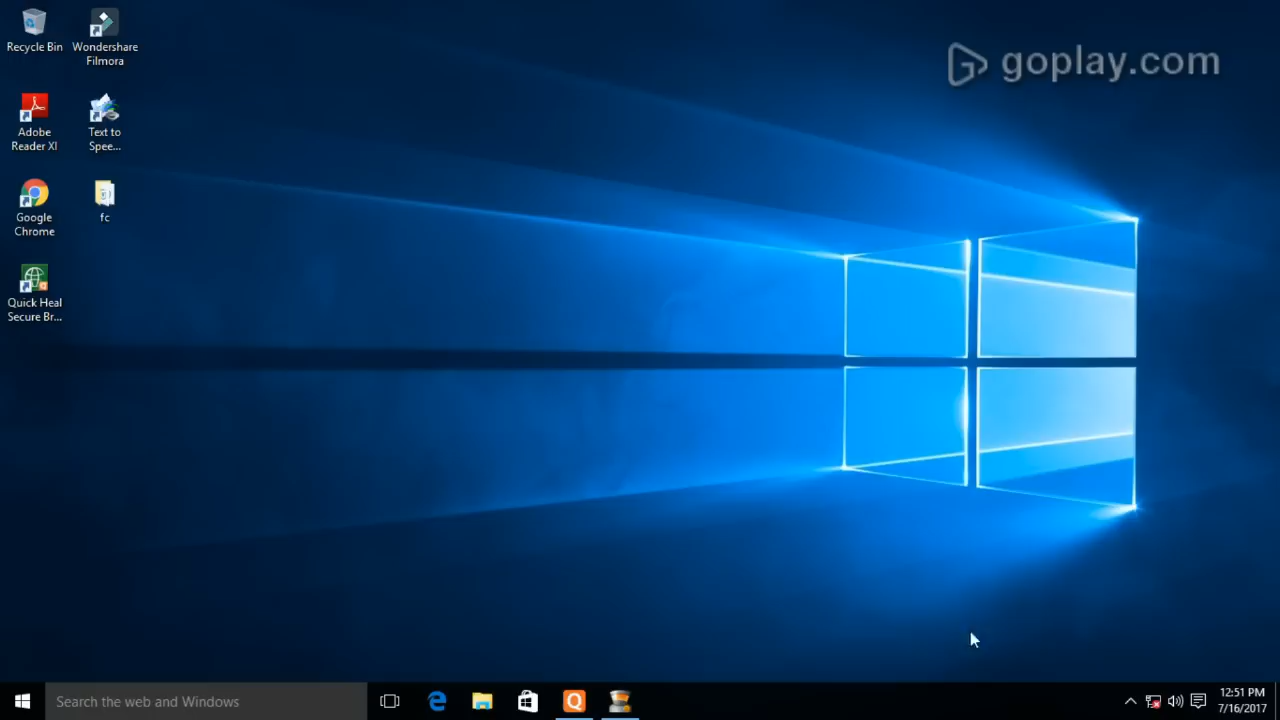 Recycle Bin
Wondershare
Filmora
goplay.com
Adobe
Reader XI
Text to
Spee...
Google
Chrome
fc
Quick Heal
Secure Br...
Search the web and Windows
Q
12:51 PM
7/16/2017